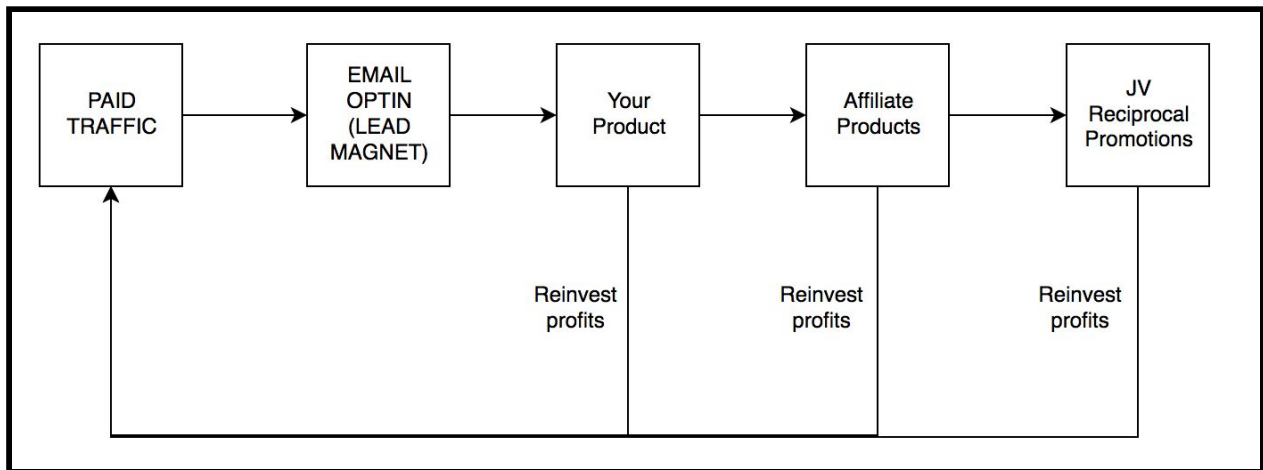 PAID
TRAFFIC
EMAIL
OPTIN
(LEAD
MAGNET)
Your
Product
Affiliate
Products
JV
Reciprocal
Promotions
Reinvest
profits
Reinvest
profits
Reinvest
profits